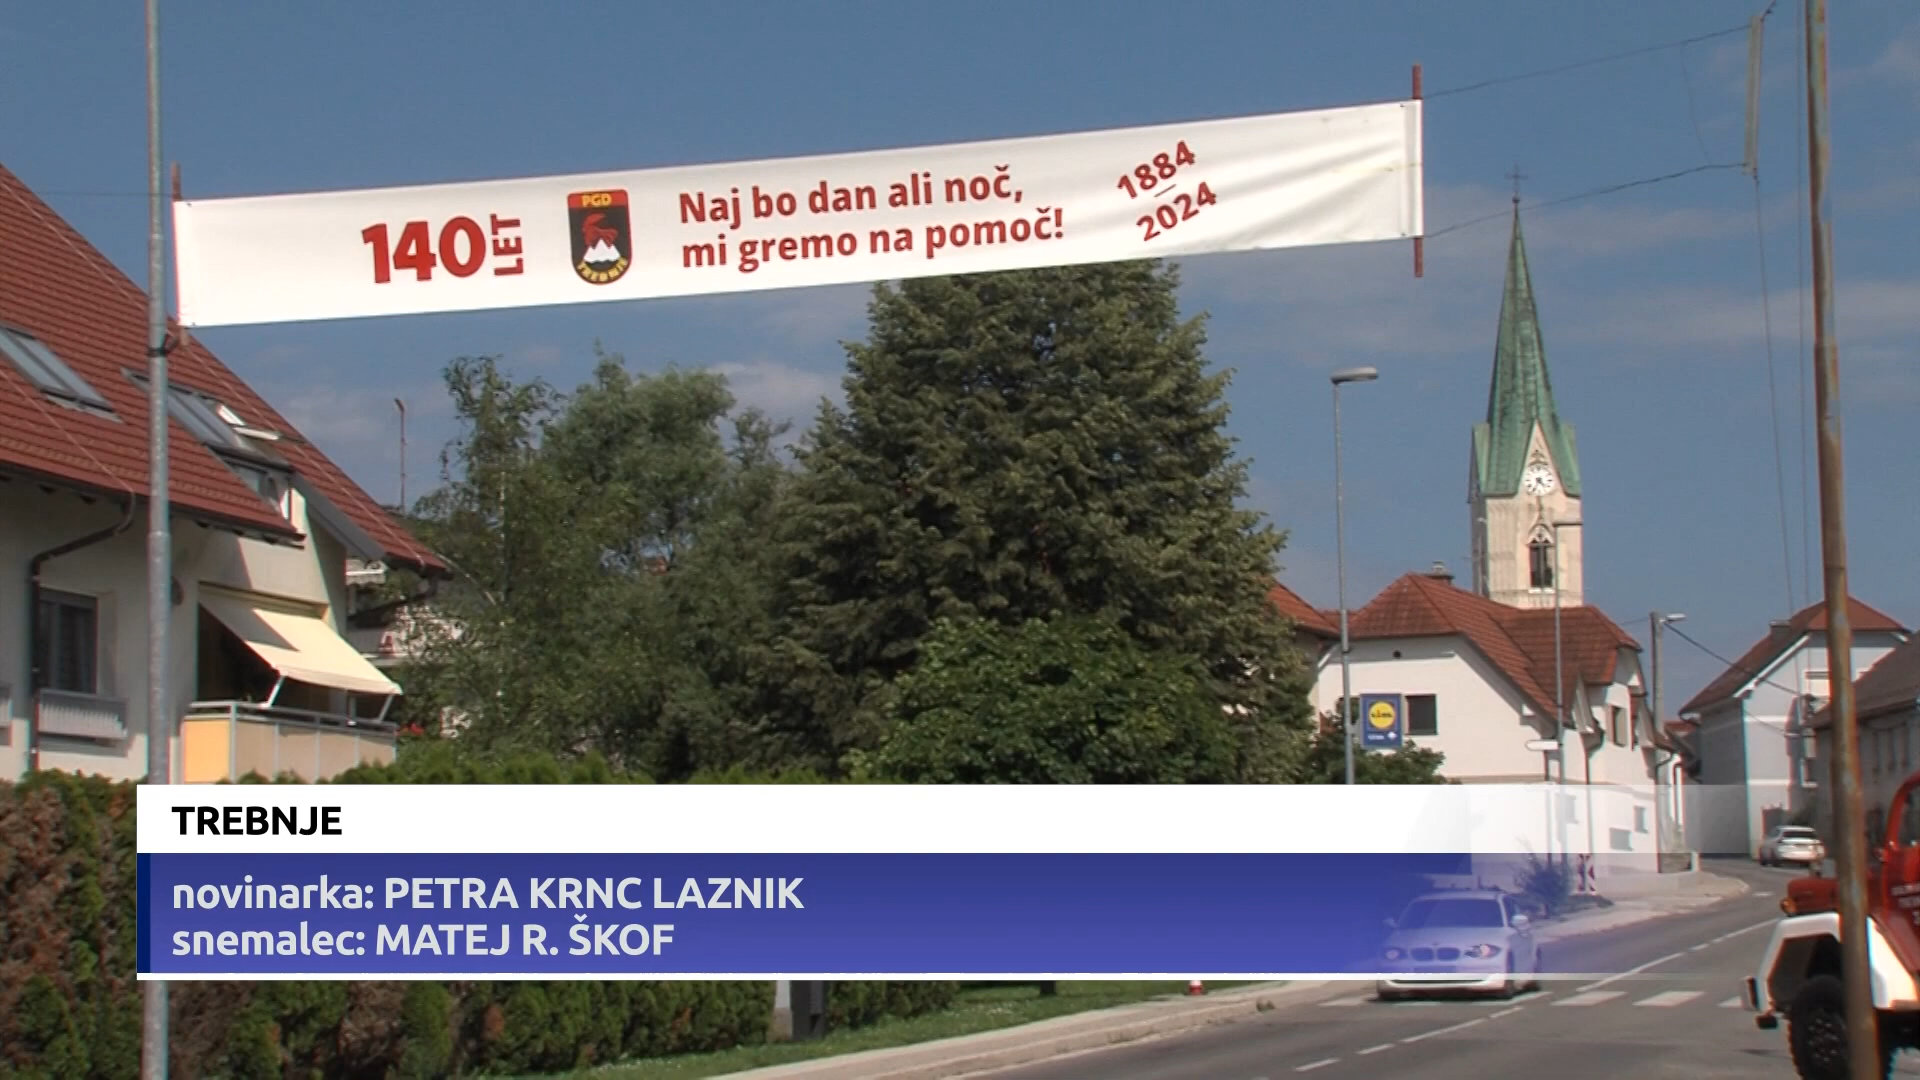 140 LET
PGD
TREBNJE
Naj bo dan ali noč,
mi gremo na pomoč!
1884
2024
TREBNJE
novinarka: PETRA KRNC LAZNIK
snemalec: MATEJ R. ŠKOF